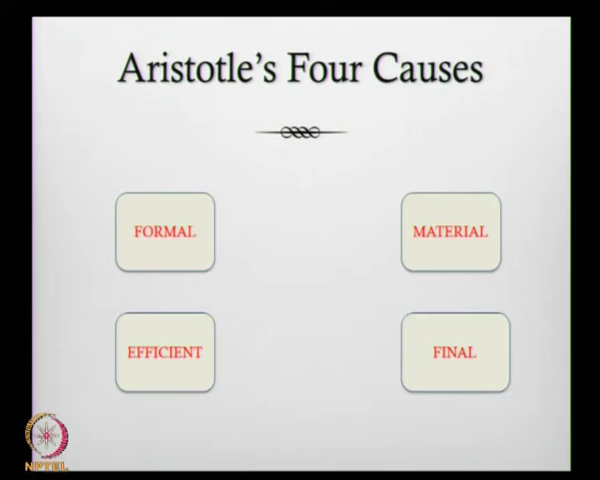 Aristotle's Four Causes
FORMAL
MATERIAL
EFFICIENT
FINAL
NPTEL